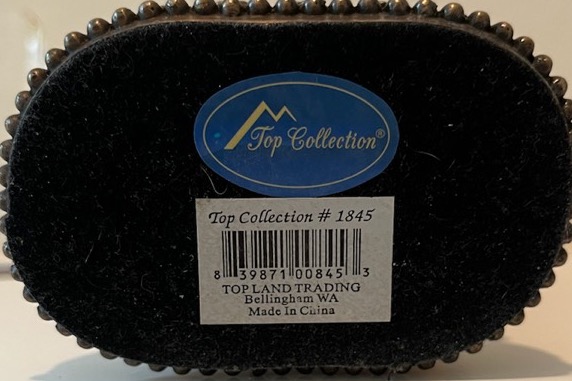 Top Collection®
Top Collection # 1845
8 39871 00845 3
TOP LAND TRADING
Bellingham WA
Made In China